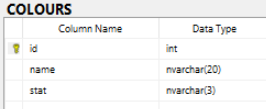 COLOURS
Column Name Data Type
id int
name nvarchar(20)
stat nvarchar(3)